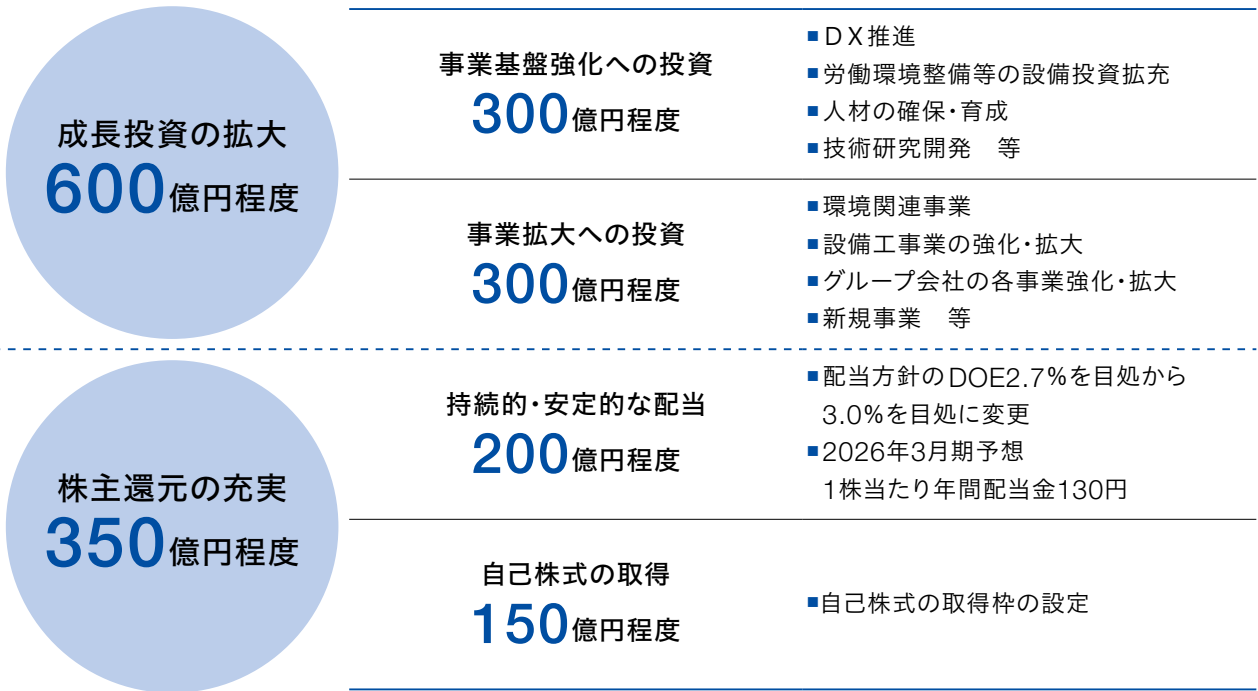 成長投資の拡大
600億円程度
事業基盤強化への投資
300億円程度
■DX推進
■労働環境整備等の設備投資拡充
■人材の確保・育成
■技術研究開発　等
事業拡大への投資
300億円程度
■環境関連事業
■設備工事業の強化・拡大
■グループ会社の各事業強化・拡大
■新規事業　等
株主還元の充実
350億円程度
持続的・安定的な配当
200億円程度
■配当方針のDOE2.7%を目処から
3.0%を目処に変更
■2026年3月期予想
1株当たり年間配当金130円
自己株式の取得
150億円程度
■自己株式の取得枠の設定